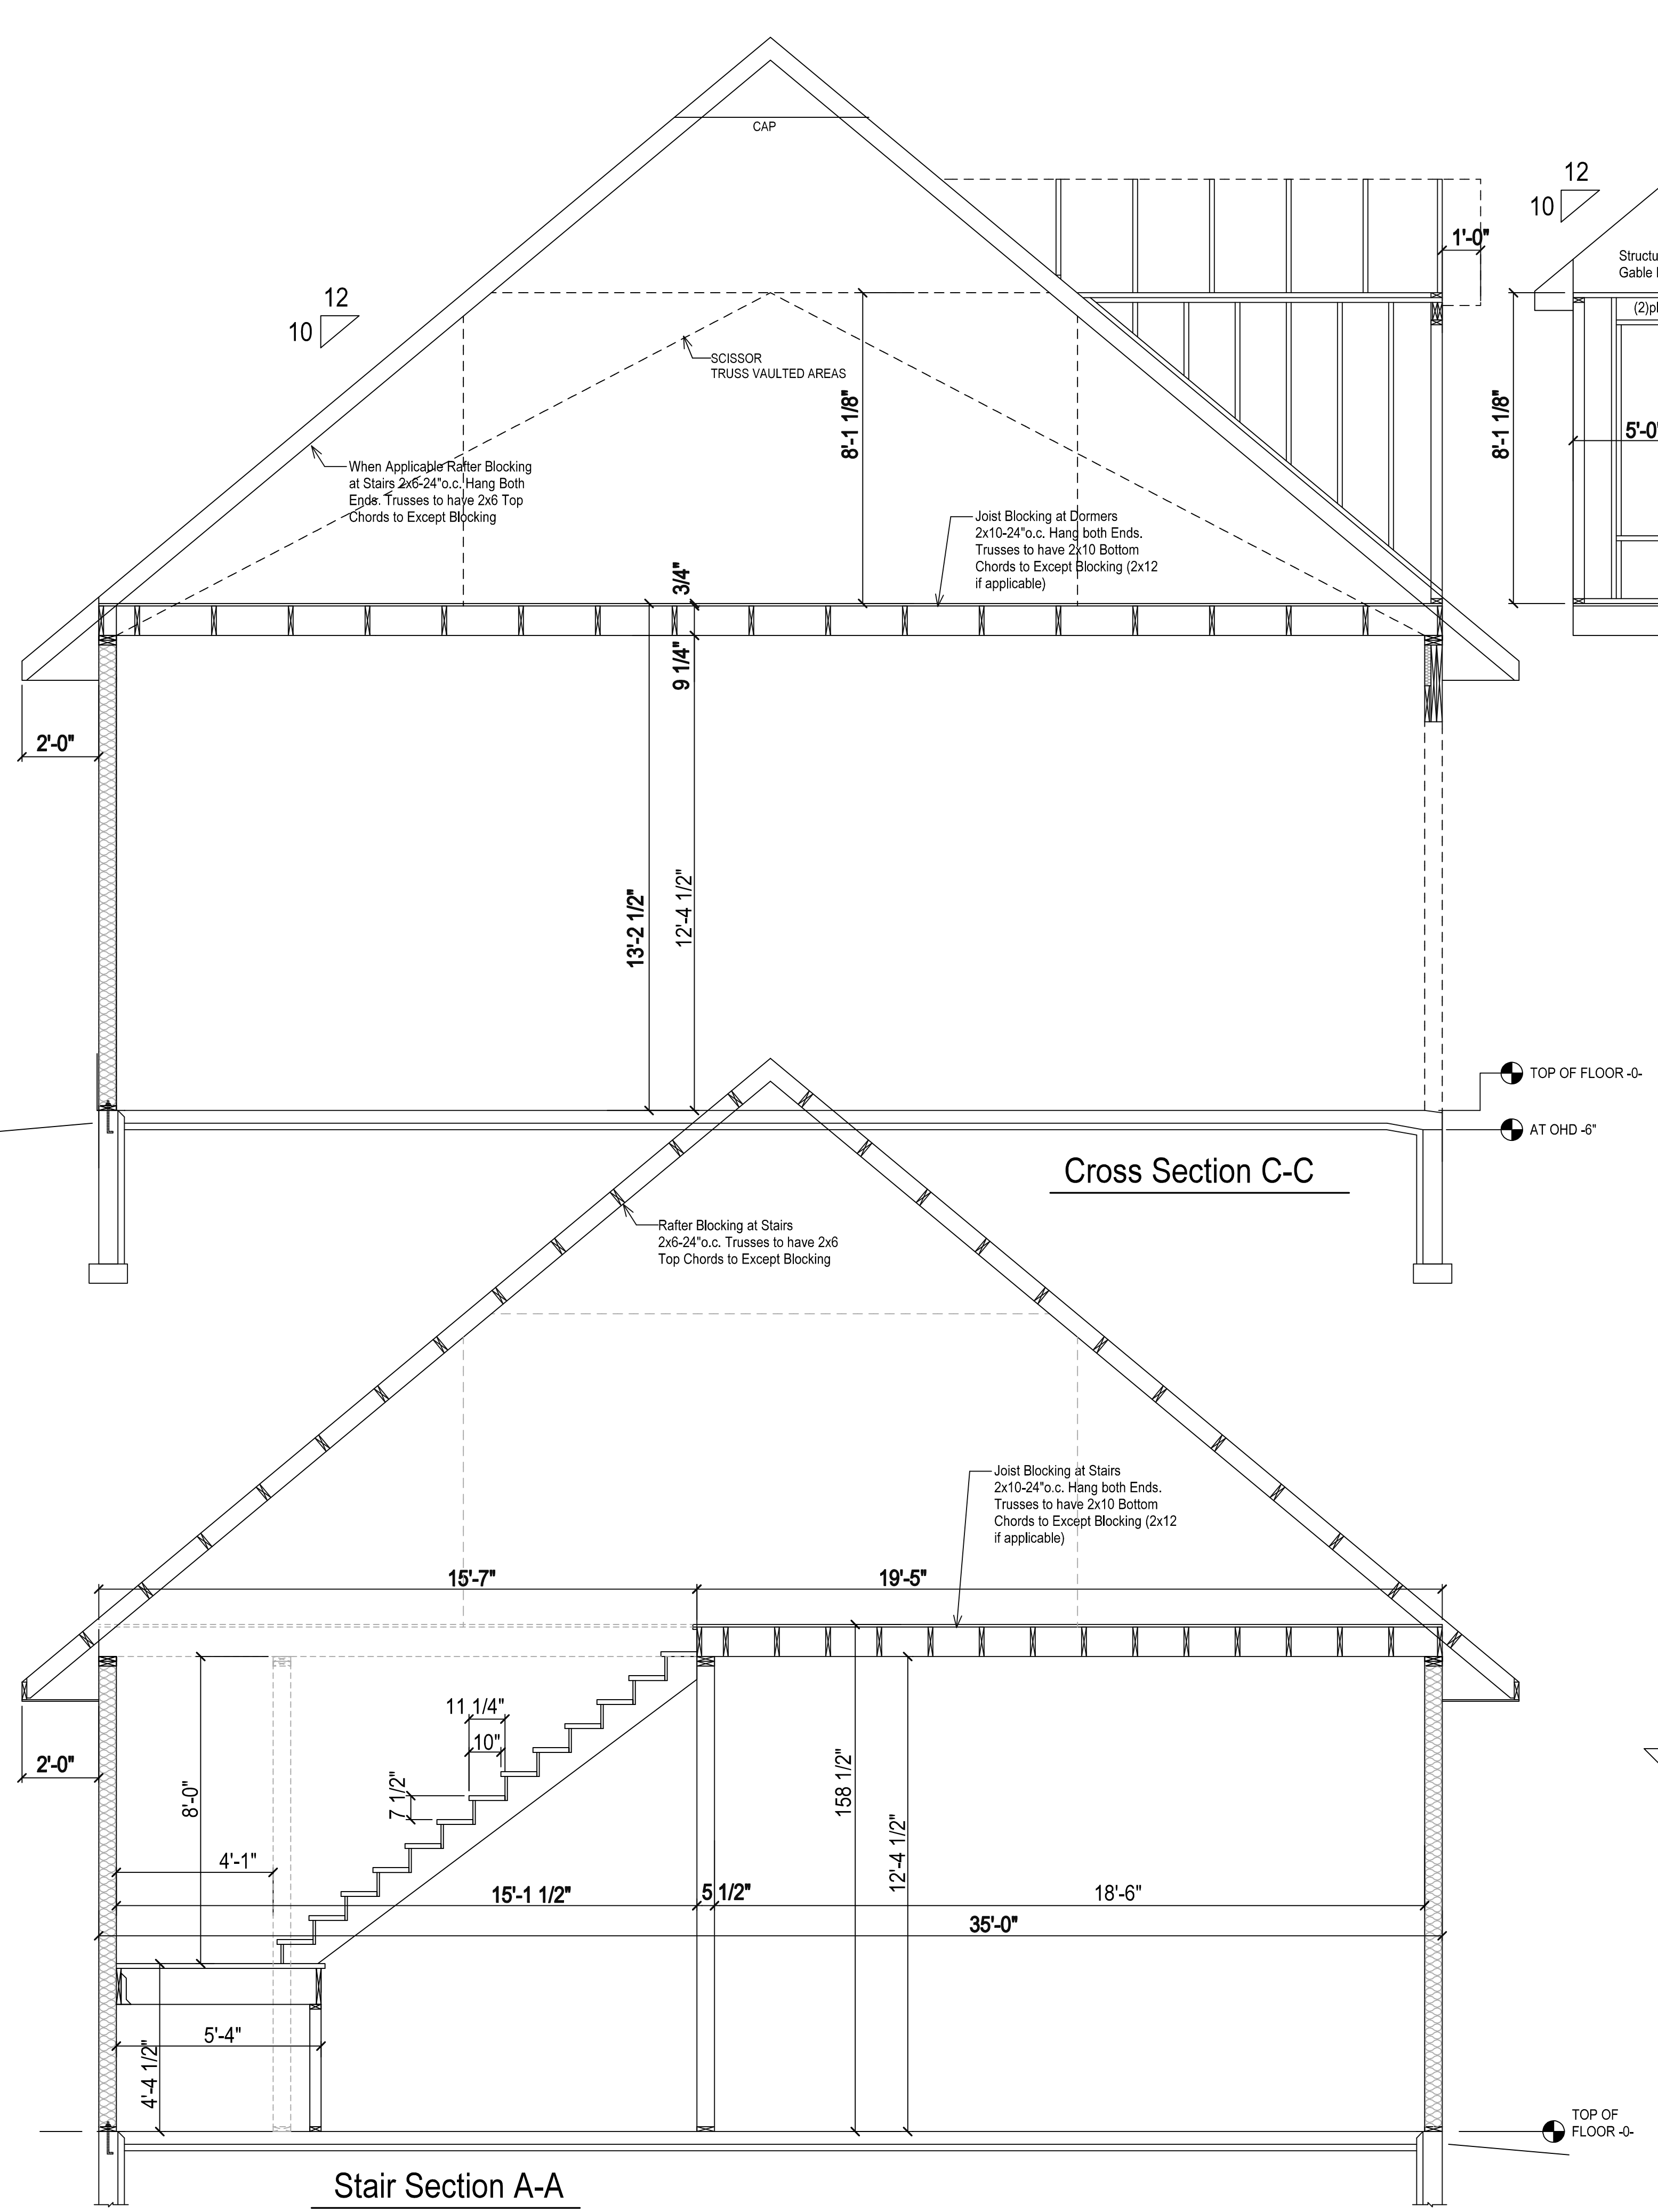 CAP
12
10
12
10
1'-0"
Structu
Gable
(2)pl
SCISSOR
TRUSS VAULTED AREAS
8'-1 1/8"
8'-1 1/8"
5'-0"
When Applicable Rafter Blocking
at Stairs 2x6-24"o.c. Hang Both
Ends. Trusses to have 2x6 Top
Chords to Except Blocking
Joist Blocking at Dormers
2x10-24"o.c. Hang both Ends.
Trusses to have 2x10 Bottom
Chords to Except Blocking (2x12
if applicable)
3/4"
9 1/4"
2'-0"
13'-2 1/2"
12'-4 1/2"
TOP OF FLOOR -0-
AT OHD -6"
Cross Section C-C
Rafter Blocking at Stairs
2x6-24"o.c. Trusses to have 2x6
Top Chords to Except Blocking
Joist Blocking at Stairs
2x10-24"o.c. Hang both Ends.
Trusses to have 2x10 Bottom
Chords to Except Blocking (2x12
if applicable)
15'-7"
19'-5"
11 1/4"
10"
7 1/2"
2'-0"
8'-0"
158 1/2"
12'-4 1/2"
4'-1"
15'-1 1/2"
5 1/2"
18'-6"
35'-0"
5'-4"
4'-4 1/2"
TOP OF
FLOOR -0-
Stair Section A-A